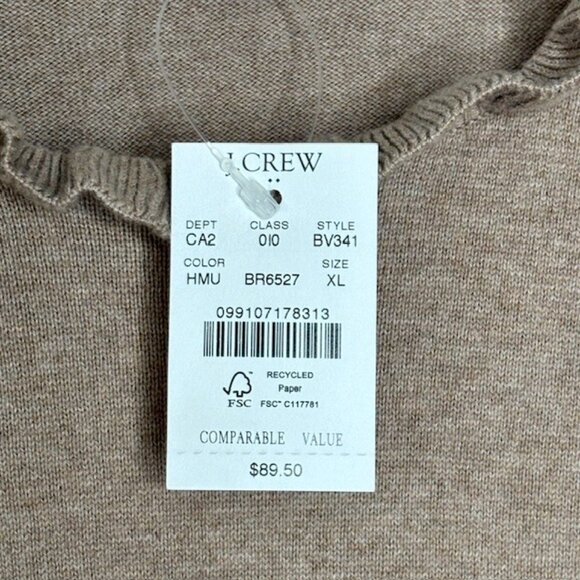 J.CREW
DEPT CLASS STYLE
CA2 010 BV341
COLOR SIZE
HMU BR6527 XL
099107178313
RECYCLED
Paper
FSC™ C117781
FSC
COMPARABLE VALUE
$89.50